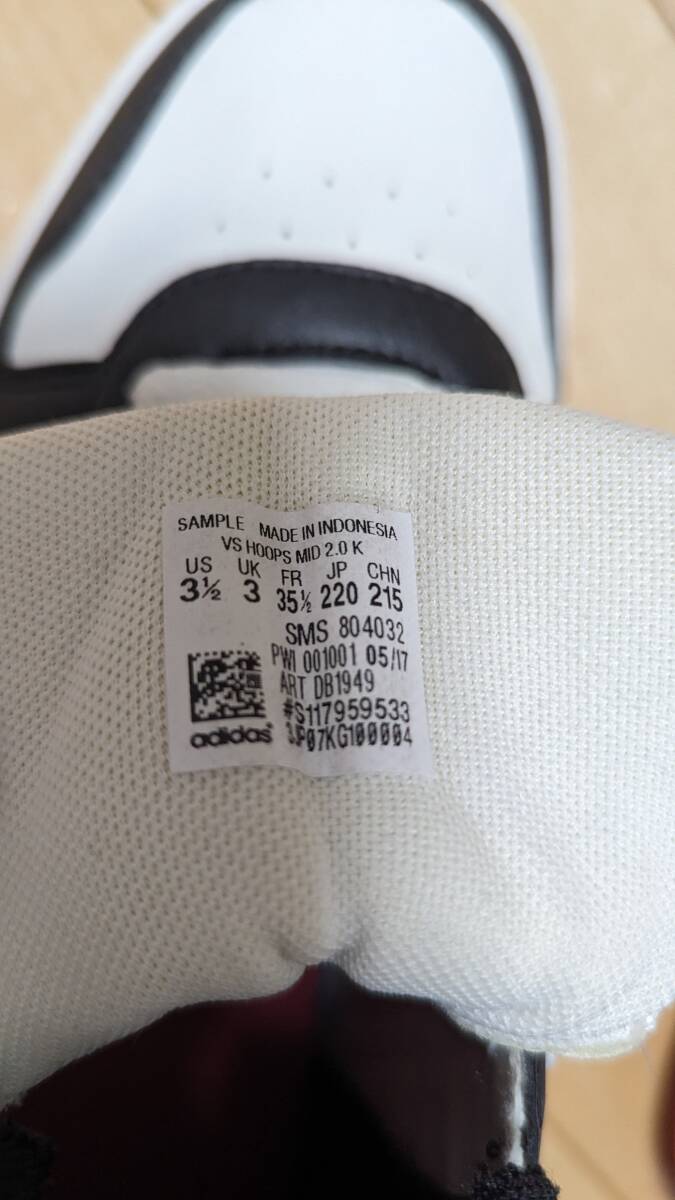 SAMPLE MADE IN INDONESIA
VS HOOPS MID 2.0 K
US UK FR JP CHN
3½ 3 35½ 220 215
SMS 804032
PWI 001001 05/17
ART DB1949
#S117959533
adidas JP07KG100004